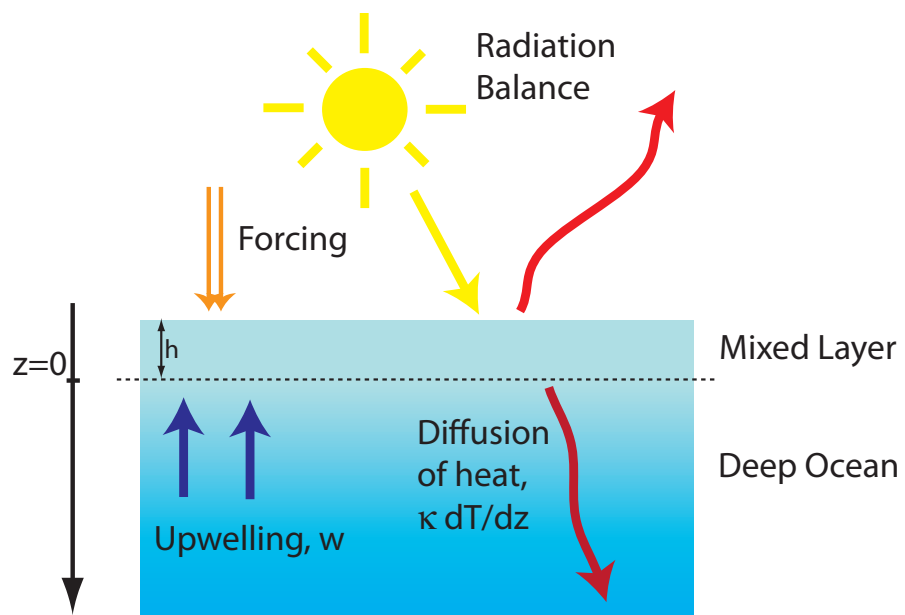 Radiation
Balance
Forcing
h
z=0
Mixed Layer
Diffusion
of heat,
κ dT/dz
Deep Ocean
Upwelling, w